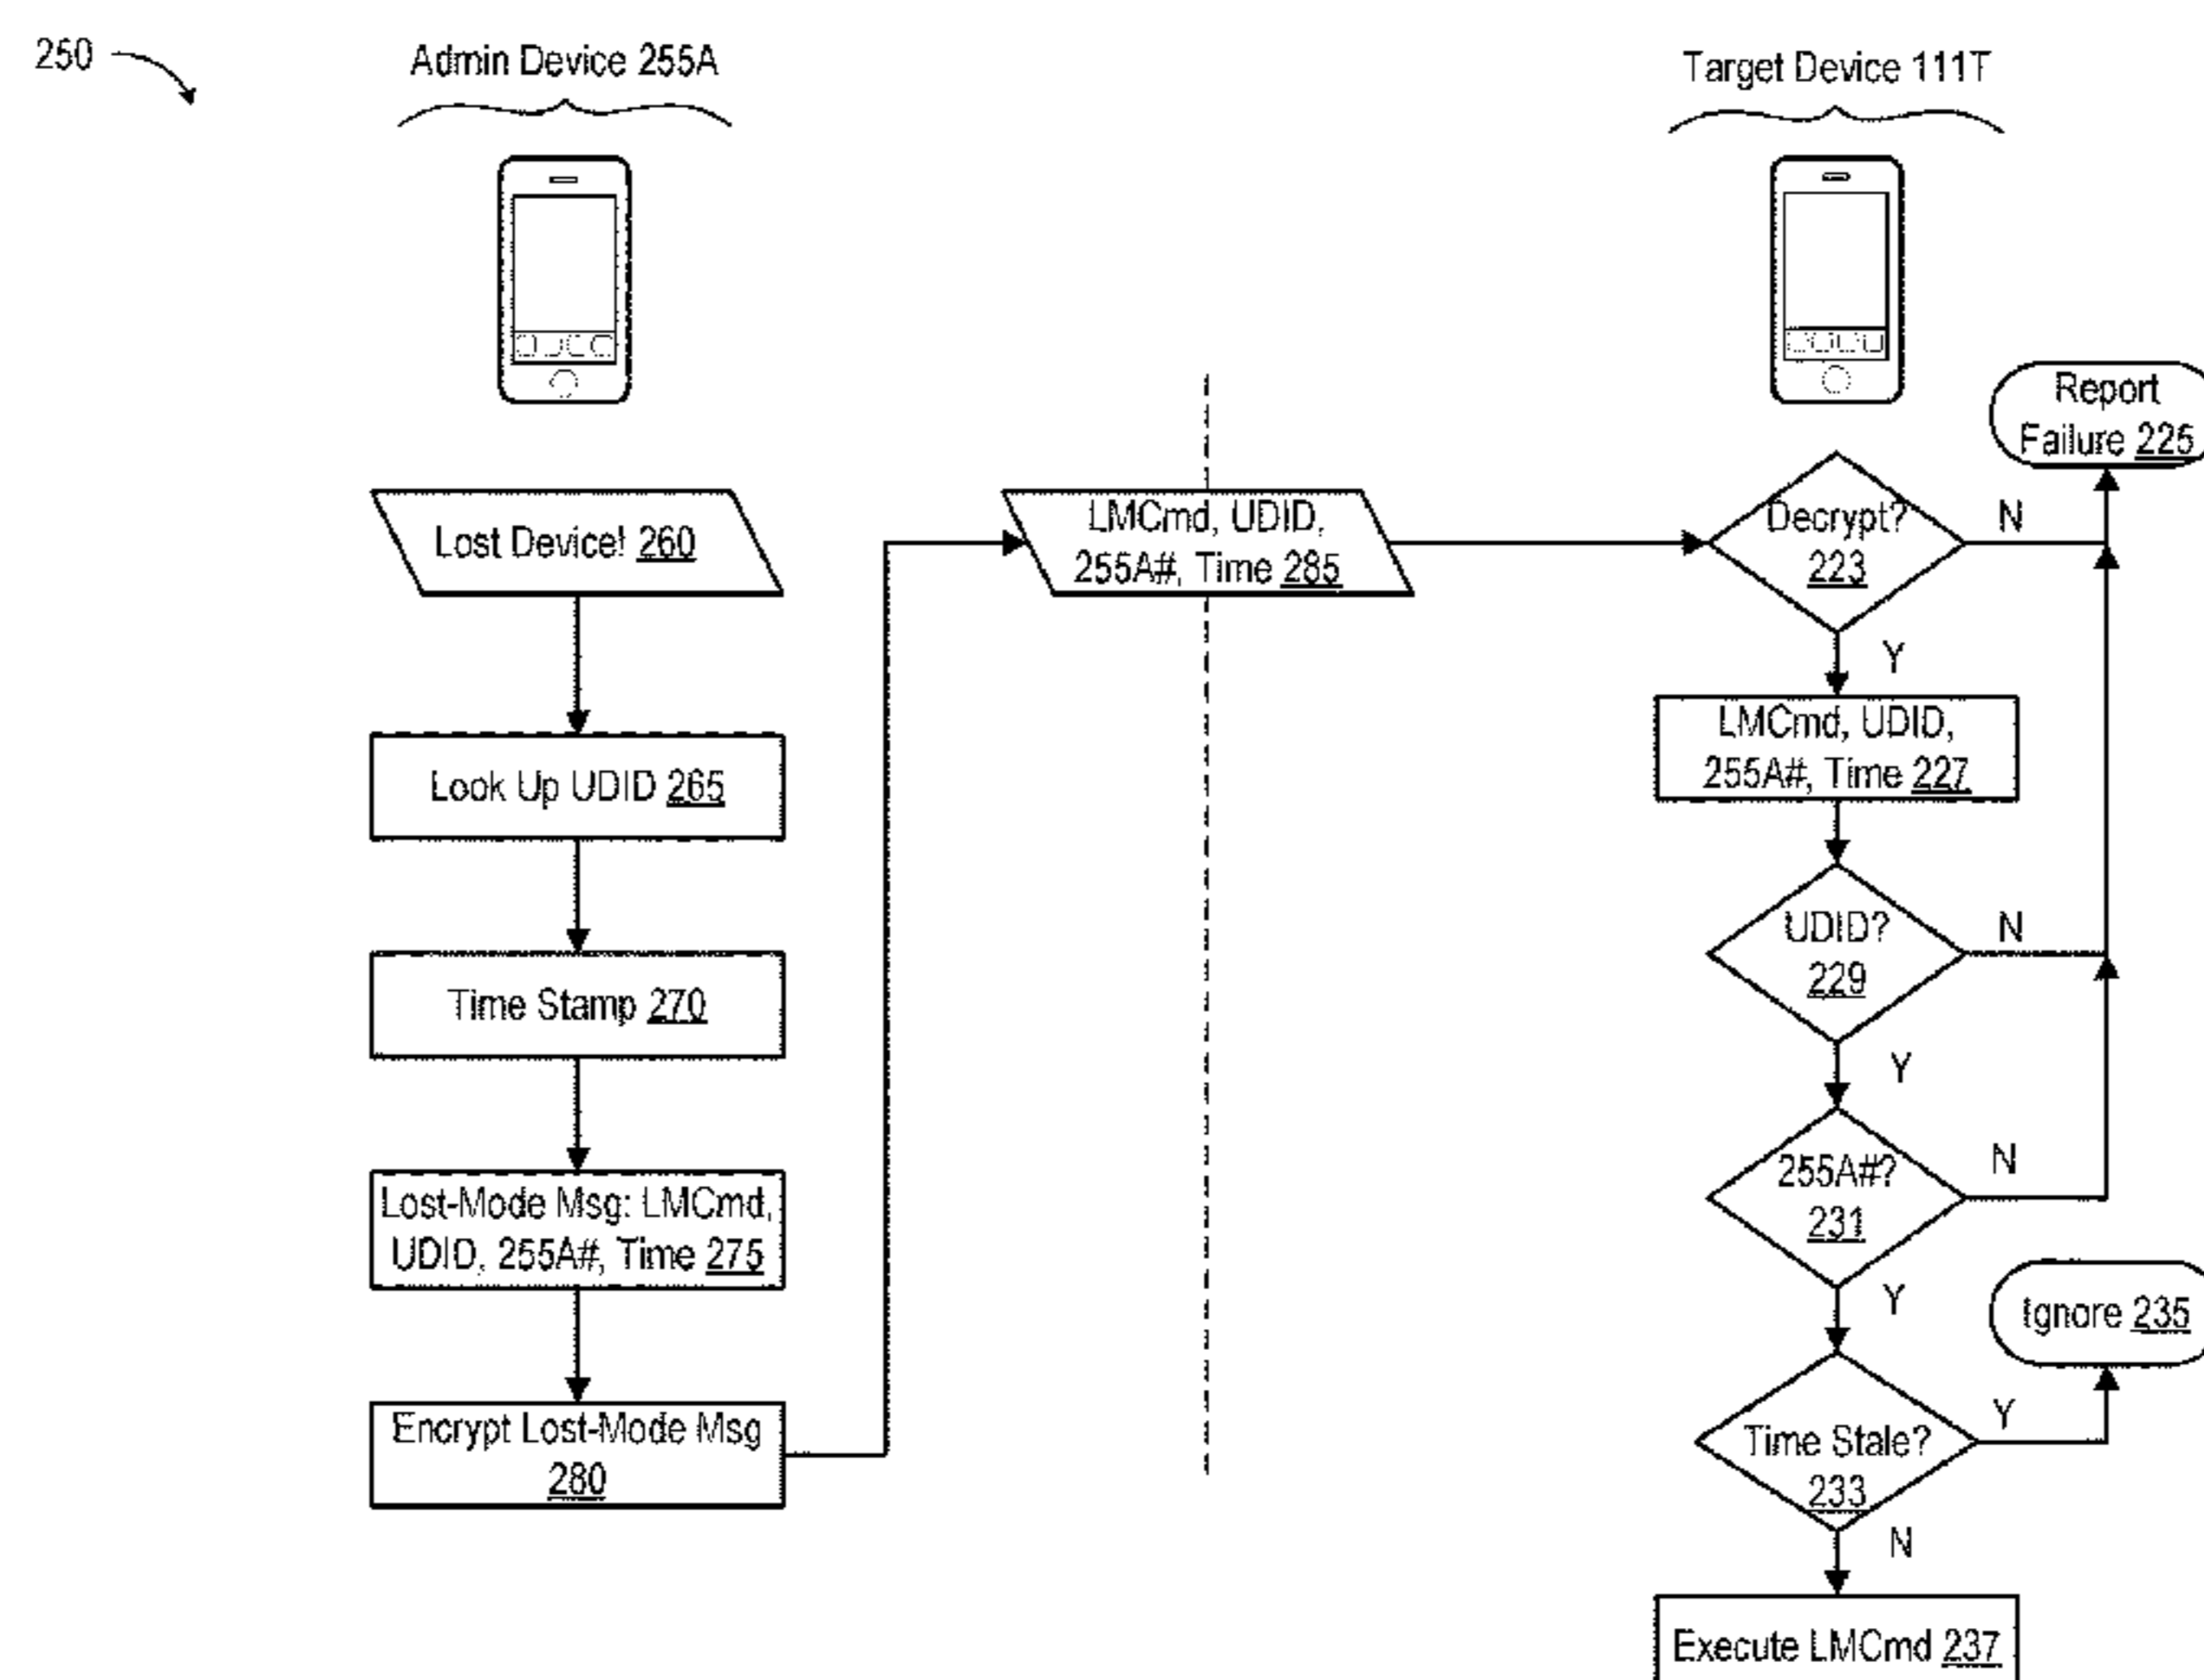 250
Admin Device 255A
Target Device 111T
Report
Failure 225
Lost Device! 260
LMCmd, UDID,
255A#, Time 285
Decrypt?
223
N
Y
Look Up UDID 265
LMCmd, UDID,
255A#, Time 227
UDID?
229
N
Y
Time Stamp 270
Lost-Mode Msg: LMCmd,
UDID, 255A#, Time 275
255A#?
231
N
Y
Ignore 235
Encrypt Lost-Mode Msg
280
Time Stale?
233
Y
N
Execute LMCmd 237